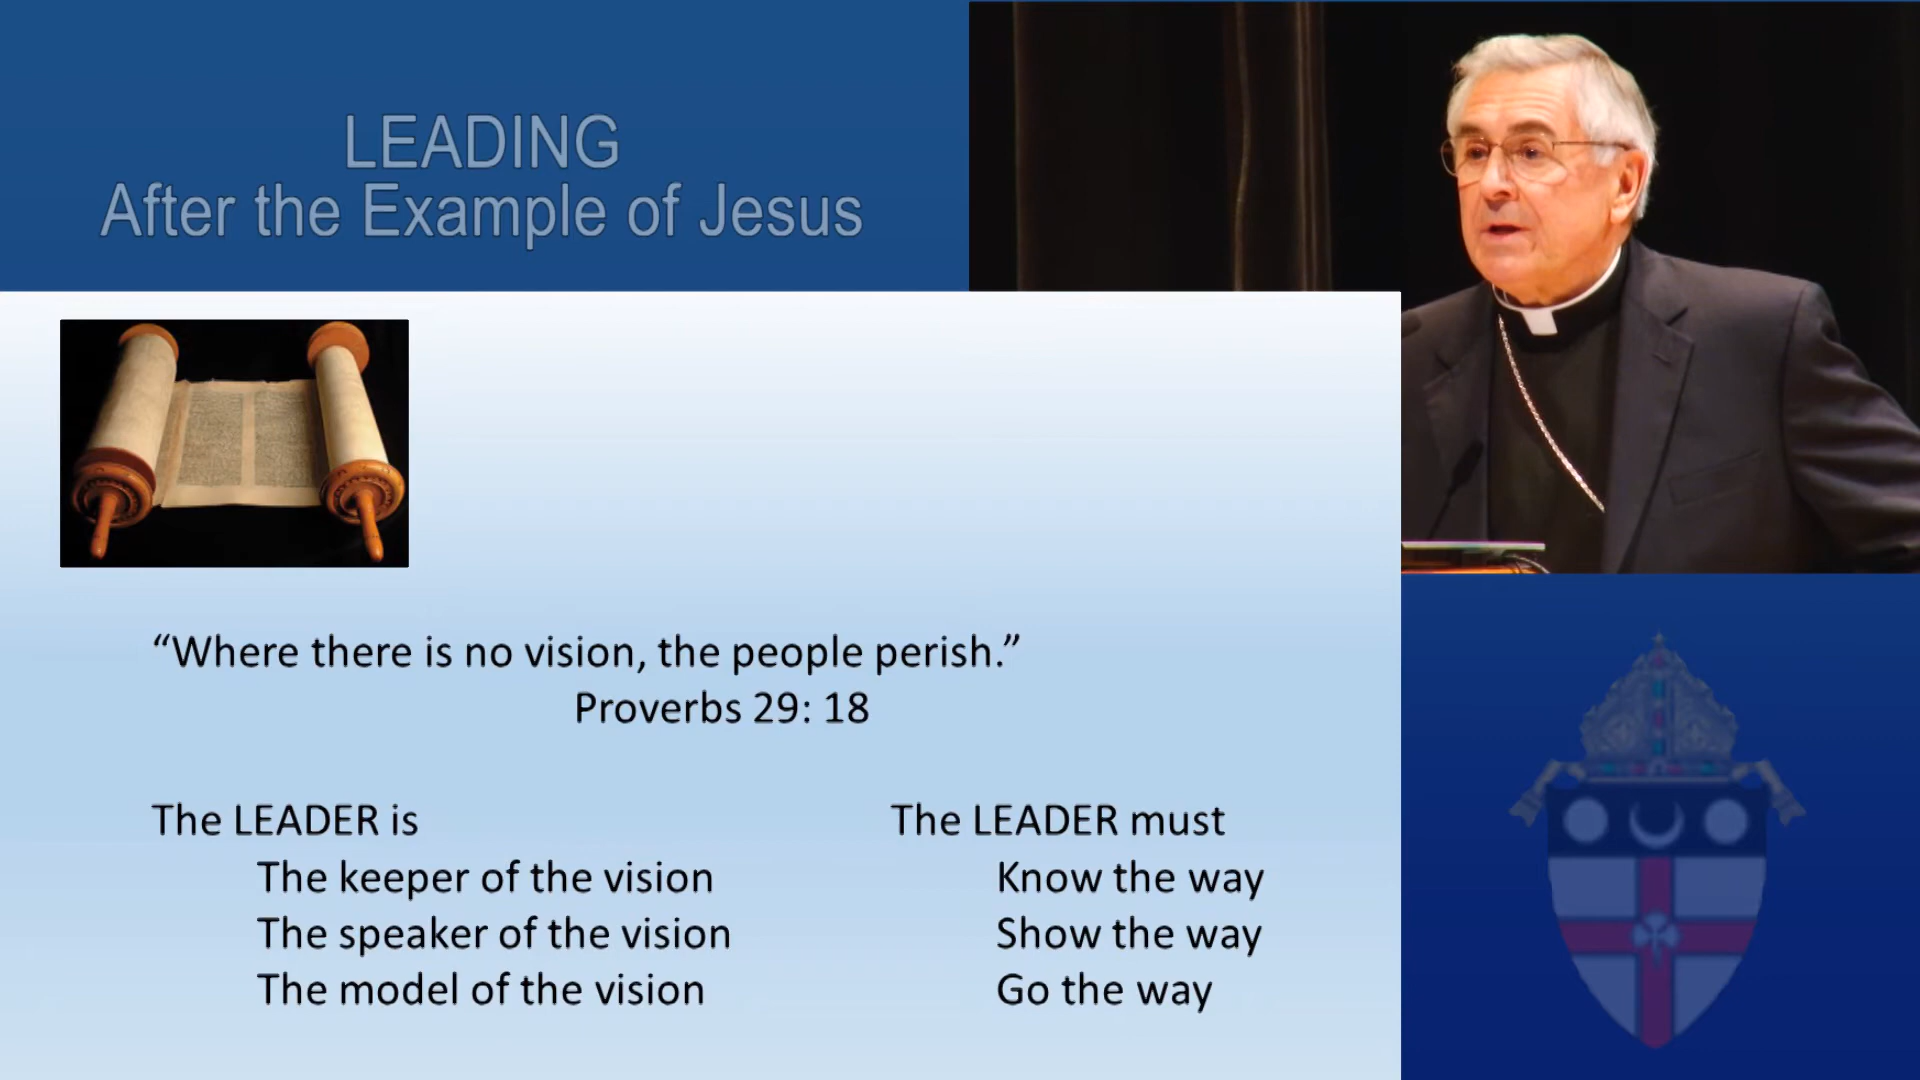 LEADING
After the Example of Jesus
“Where there is no vision, the people perish.”
Proverbs 29: 18
The LEADER is
The keeper of the vision
The speaker of the vision
The model of the vision
The LEADER must
Know the way
Show the way
Go the way